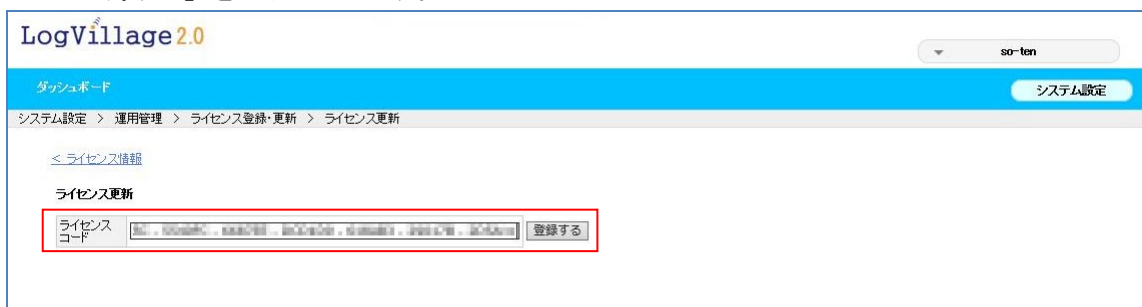 LogVillage 2.0
so-ten
ダッシュボード
システム設定
システム設定 > 運用管理 > ライセンス登録・更新 > ライセンス更新
< ライセンス情報
ライセンス更新
ライセンス
コード
登録する